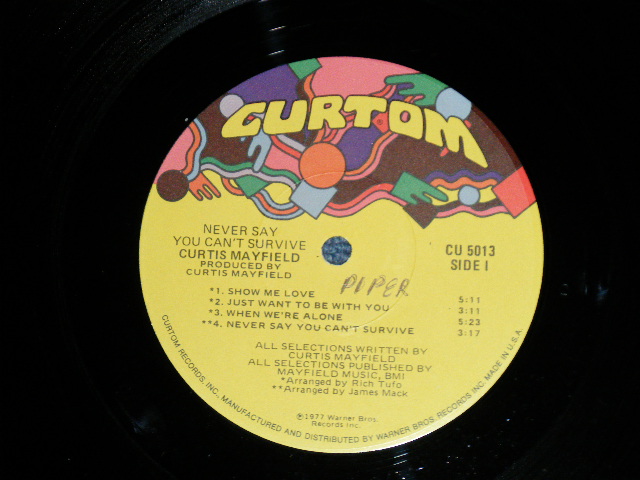 CURTOM
NEVER SAY
YOU CAN'T SURVIVE
CURTIS MAYFIELD
PRODUCED BY
CURTIS MAYFIELD
CU 5013
SIDE I
PIPER
*1. SHOW ME LOVE 5:11
*2. JUST WANT TO BE WITH YOU 3:11
*3. WHEN WE'RE ALONE 5:23
**4. NEVER SAY YOU CAN'T SURVIVE 3:17
ALL SELECTIONS WRITTEN BY
CURTIS MAYFIELD
ALL SELECTIONS PUBLISHED BY
MAYFIELD MUSIC, BMI
*Arranged by Rich Tufo
**Arranged by James Mack
℗1977 Warner Bros.
Records Inc.
CURTOM RECORDS, INC., MANUFACTURED AND DISTRIBUTED BY WARNER BROS. RECORDS INC. MADE IN U.S.A.